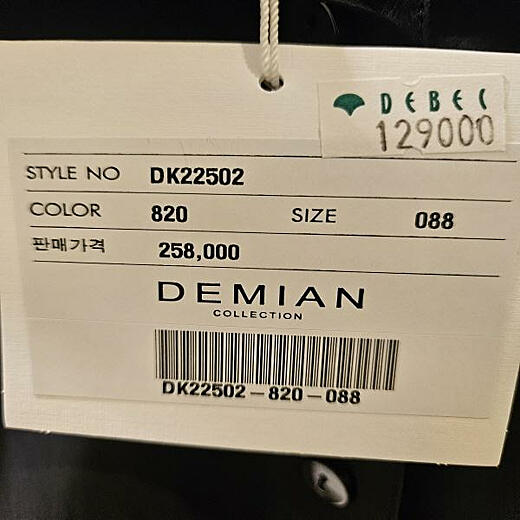 DEBEC
129000
STYLE NO DK22502
COLOR 820 SIZE 088
판매가격 258,000
DEMIAN
COLLECTION
DK22502-820-088